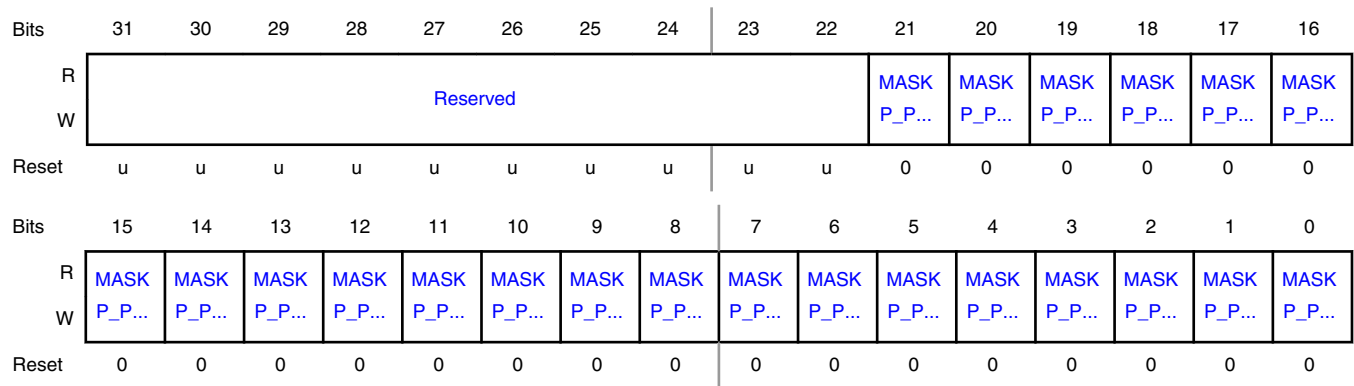 Bits 31 30 29 28 27 26 25 24 23 22 21 20 19 18 17 16
R Reserved MASK MASK MASK MASK MASK MASK
W P_P... P_P... P_P... P_P... P_P... P_P...
Reset u u u u u u u u u u 0 0 0 0 0 0
Bits 15 14 13 12 11 10 9 8 7 6 5 4 3 2 1 0
R MASK MASK MASK MASK MASK MASK MASK MASK MASK MASK MASK MASK MASK MASK MASK MASK
W P_P... P_P... P_P... P_P... P_P... P_P... P_P... P_P... P_P... P_P... P_P... P_P... P_P... P_P... P_P... P_P...
Reset 0 0 0 0 0 0 0 0 0 0 0 0 0 0 0 0